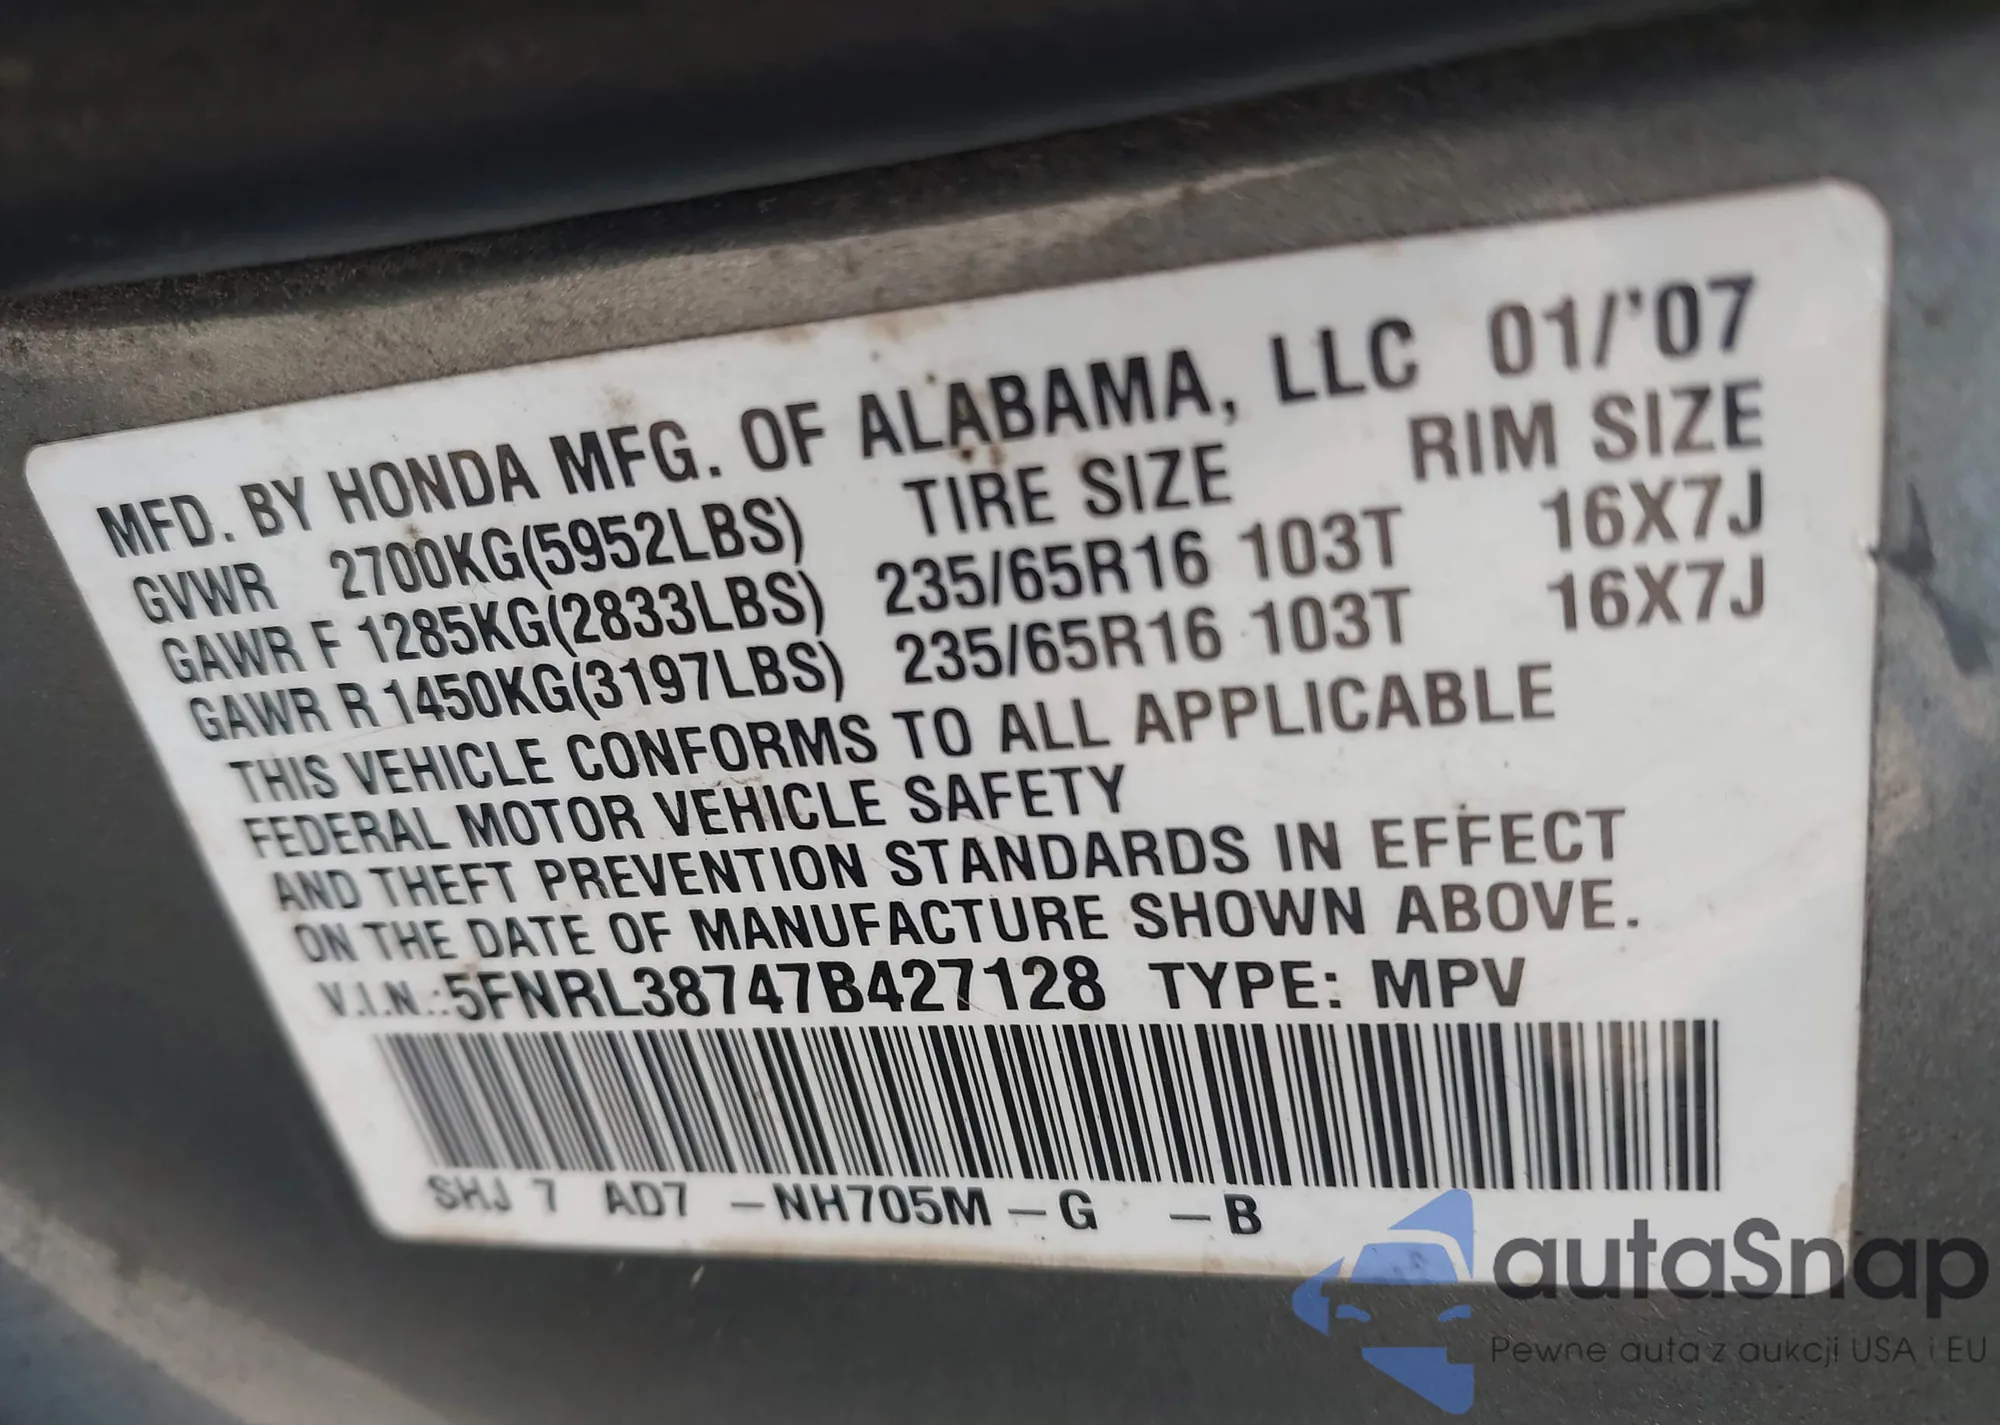 MFD. BY HONDA MFG. OF ALABAMA, LLC 01/'07
GVWR 2700KG(5952LBS) TIRE SIZE RIM SIZE
GAWR F 1285KG(2833LBS) 235/65R16 103T 16X7J
GAWR R 1450KG(3197LBS) 235/65R16 103T 16X7J
THIS VEHICLE CONFORMS TO ALL APPLICABLE
FEDERAL MOTOR VEHICLE SAFETY
AND THEFT PREVENTION STANDARDS IN EFFECT
ON THE DATE OF MANUFACTURE SHOWN ABOVE.
V.I.N.:5FNRL38747B427128 TYPE: MPV
SHJ 7 AD7 –NH705M – G – B
autaSnap
Pewne auta z aukcji USA i EU